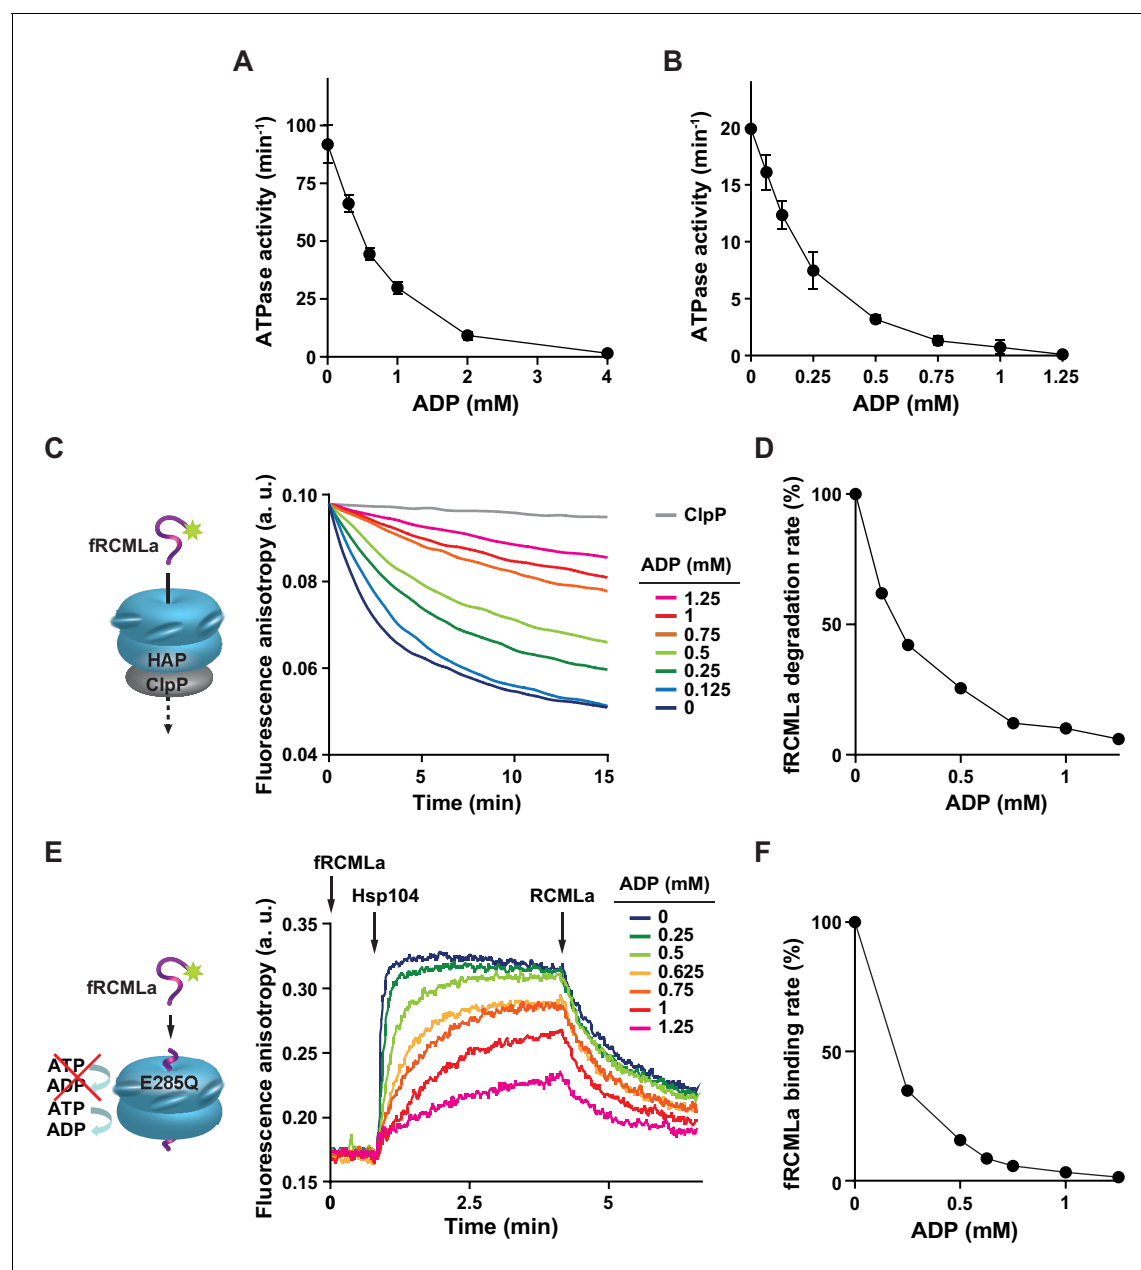 A
ATPase activity (min-1)
100
75
50
25
0
0 1 2 3 4
ADP (mM)
B
ATPase activity (min-1)
20
15
10
5
0
0 0.25 0.5 0.75 1 1.25
ADP (mM)
C
fRCMLa
HAP
ClpP
Fluorescence anisotropy (a. u.)
0.10
0.08
0.06
0.04
0 5 10 15
Time (min)
ClpP
ADP (mM)
1.25
1
0.75
0.5
0.25
0.125
0
D
fRCMLa degradation rate (%)
100
50
0
0 0.5 1
ADP (mM)
E
fRCMLa
E285Q
ATP
ADP
ATP
ADP
fRCMLa
Hsp104
RCMLa
Fluorescence anisotropy (a. u.)
0.35
0.30
0.25
0.20
0.15
0 2.5 5
Time (min)
ADP (mM)
0
0.25
0.5
0.625
0.75
1
1.25
F
fRCMLa binding rate (%)
100
50
0
0 0.5 1
ADP (mM)